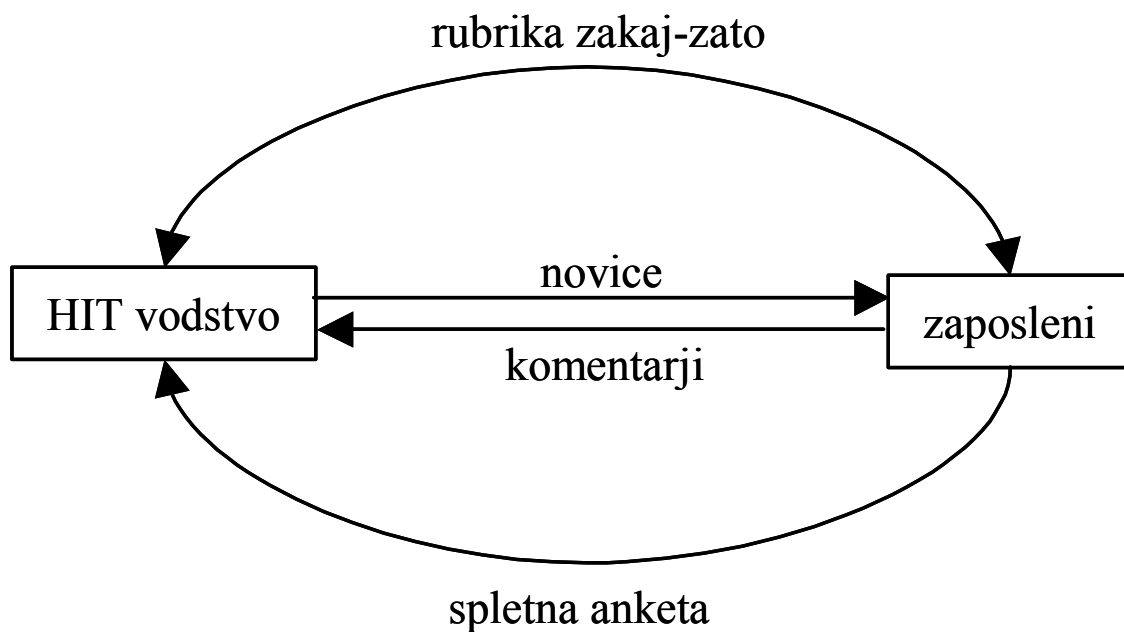 rubrika zakaj-zato
novice
HIT vodstvo
zaposleni
komentarji
spletna anketa